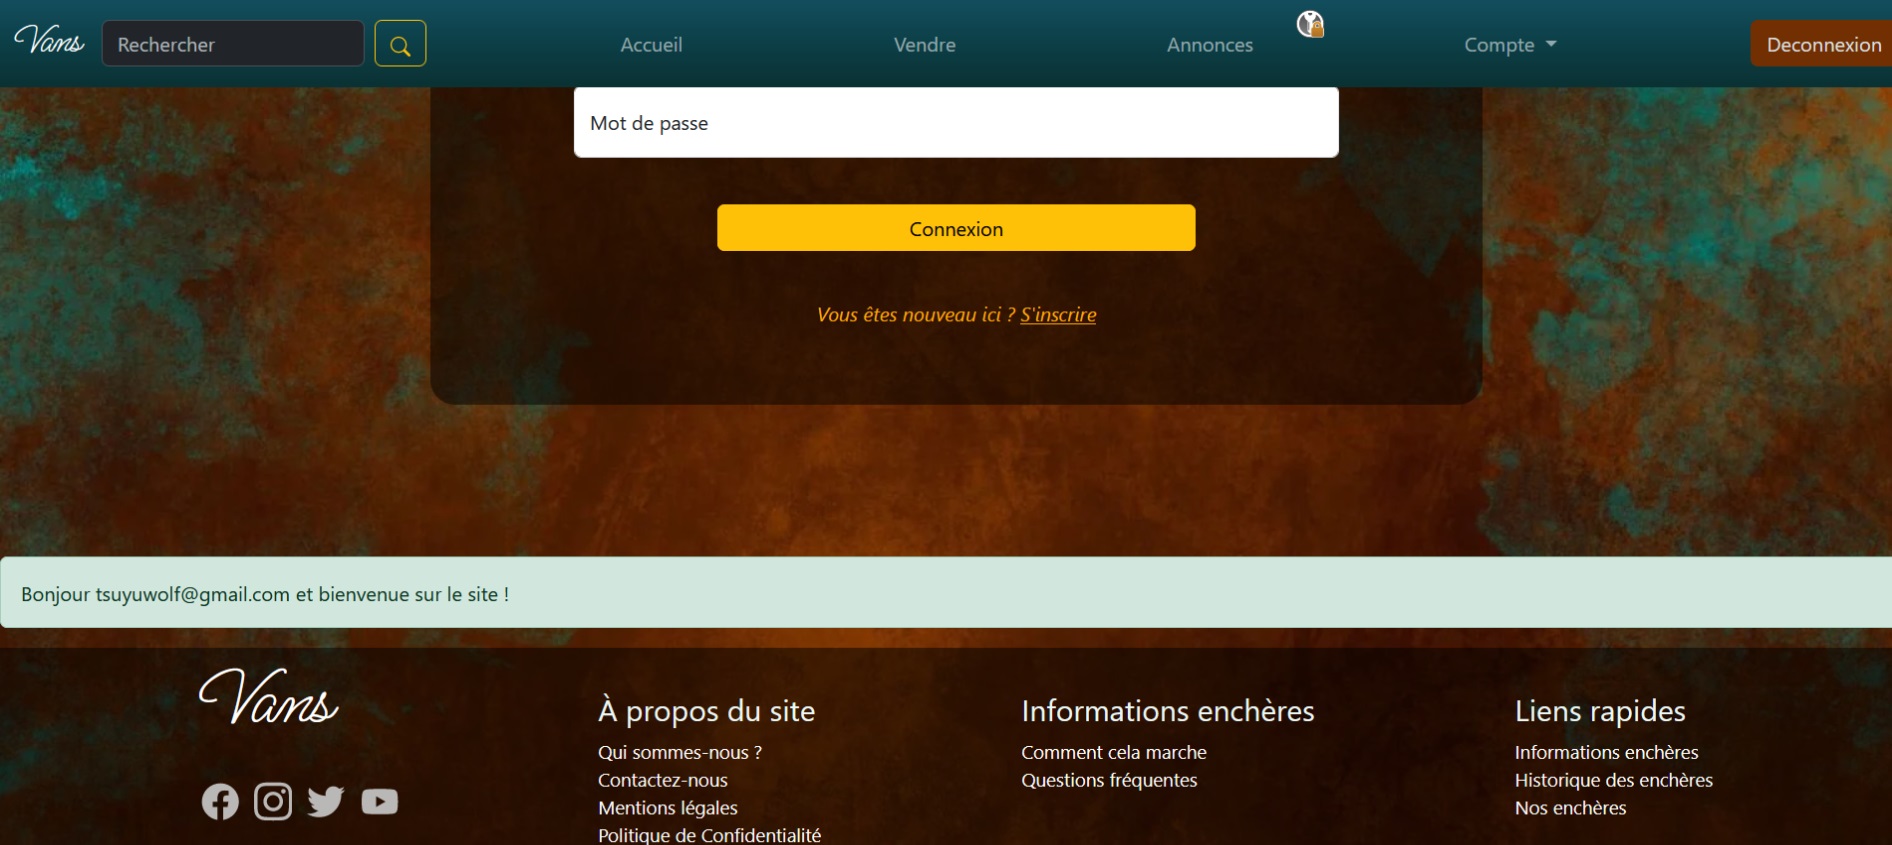 Vans
Rechercher
Accueil
Vendre
Annonces
Compte
Deconnexion
Mot de passe
Connexion
Vous êtes nouveau ici ? S'inscrire
Bonjour tsuyuwolf@gmail.com et bienvenue sur le site !
Vans
À propos du site
Qui sommes-nous ?
Contactez-nous
Mentions légales
Politique de Confidentialité
Informations enchères
Comment cela marche
Questions fréquentes
Liens rapides
Informations enchères
Historique des enchères
Nos enchères